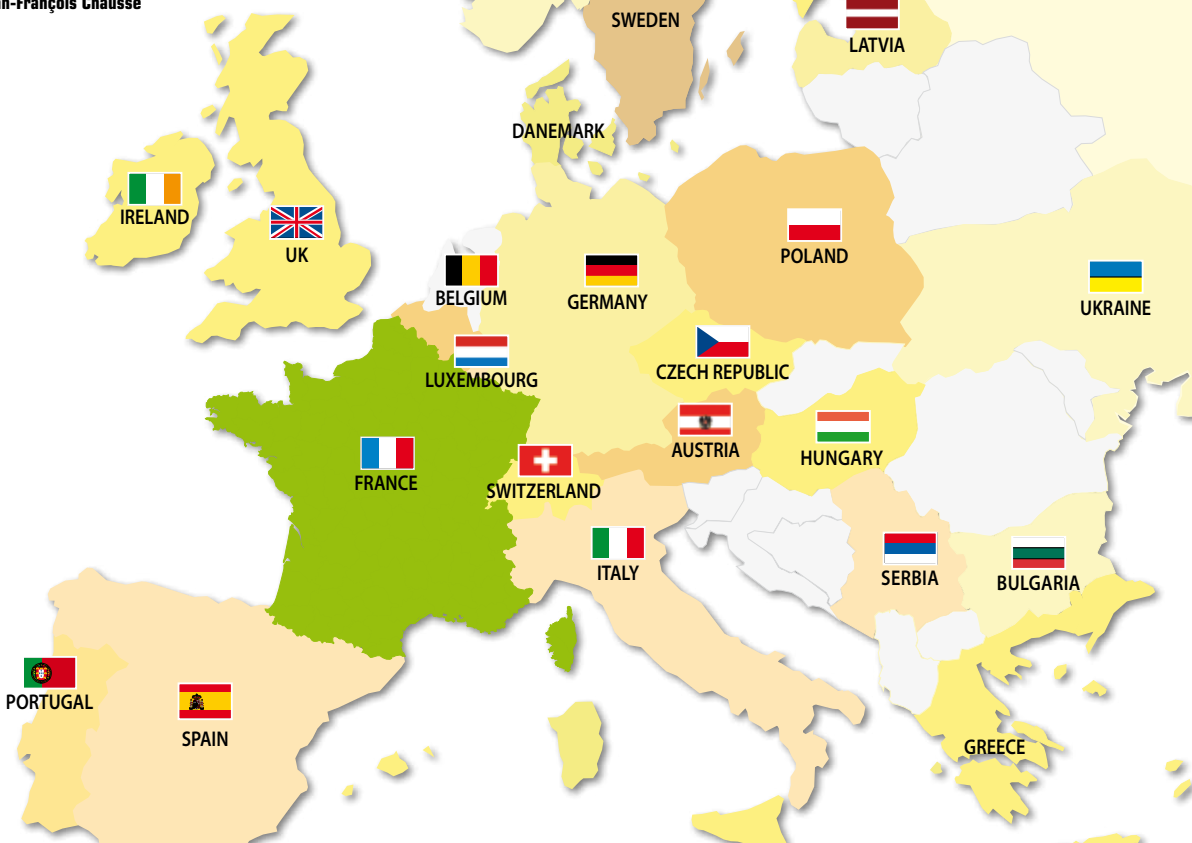 an-François Chausse
SWEDEN
LATVIA
DANEMARK
IRELAND
UK
POLAND
BELGIUM
GERMANY
UKRAINE
LUXEMBOURG
CZECH REPUBLIC
AUSTRIA
HUNGARY
FRANCE
SWITZERLAND
ITALY
SERBIA
BULGARIA
PORTUGAL
SPAIN
GREECE